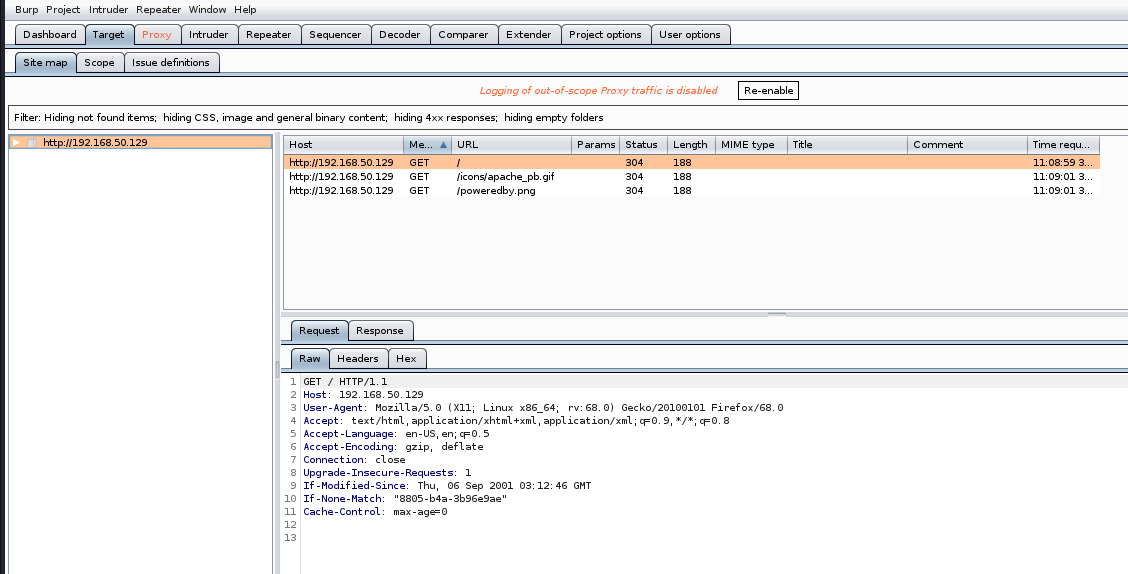 Burp Project Intruder Repeater Window Help
Dashboard Target Proxy Intruder Repeater Sequencer Decoder Comparer Extender Project options User options
Site map Scope Issue definitions
Logging of out-of-scope Proxy traffic is disabled Re-enable
Filter: Hiding not found items; hiding CSS, image and general binary content; hiding 4xx responses; hiding empty folders
http://192.168.50.129
Host Me... URL Params Status Length MIME type Title Comment Time requ...
http://192.168.50.129 GET / 304 188 11:08:59 3...
http://192.168.50.129 GET /icons/apache_pb.gif 304 188 11:09:01 3...
http://192.168.50.129 GET /poweredby.png 304 188 11:09:01 3...
Request Response
Raw Headers Hex
1 GET / HTTP/1.1
2 Host: 192.168.50.129
3 User-Agent: Mozilla/5.0 (X11; Linux x86_64; rv:68.0) Gecko/20100101 Firefox/68.0
4 Accept: text/html,application/xhtml+xml,application/xml;q=0.9,*/*;q=0.8
5 Accept-Language: en-US,en;q=0.5
6 Accept-Encoding: gzip, deflate
7 Connection: close
8 Upgrade-Insecure-Requests: 1
9 If-Modified-Since: Thu, 06 Sep 2001 03:12:46 GMT
10 If-None-Match: "8805-b4a-3b96e9ae"
11 Cache-Control: max-age=0
12
13